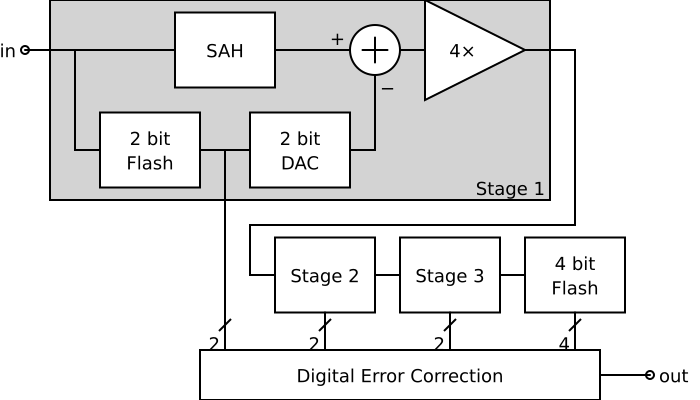 in
SAH
+
−
4×
2 bit
Flash
2 bit
DAC
Stage 1
Stage 2
Stage 3
4 bit
Flash
2
2
2
4
Digital Error Correction
out